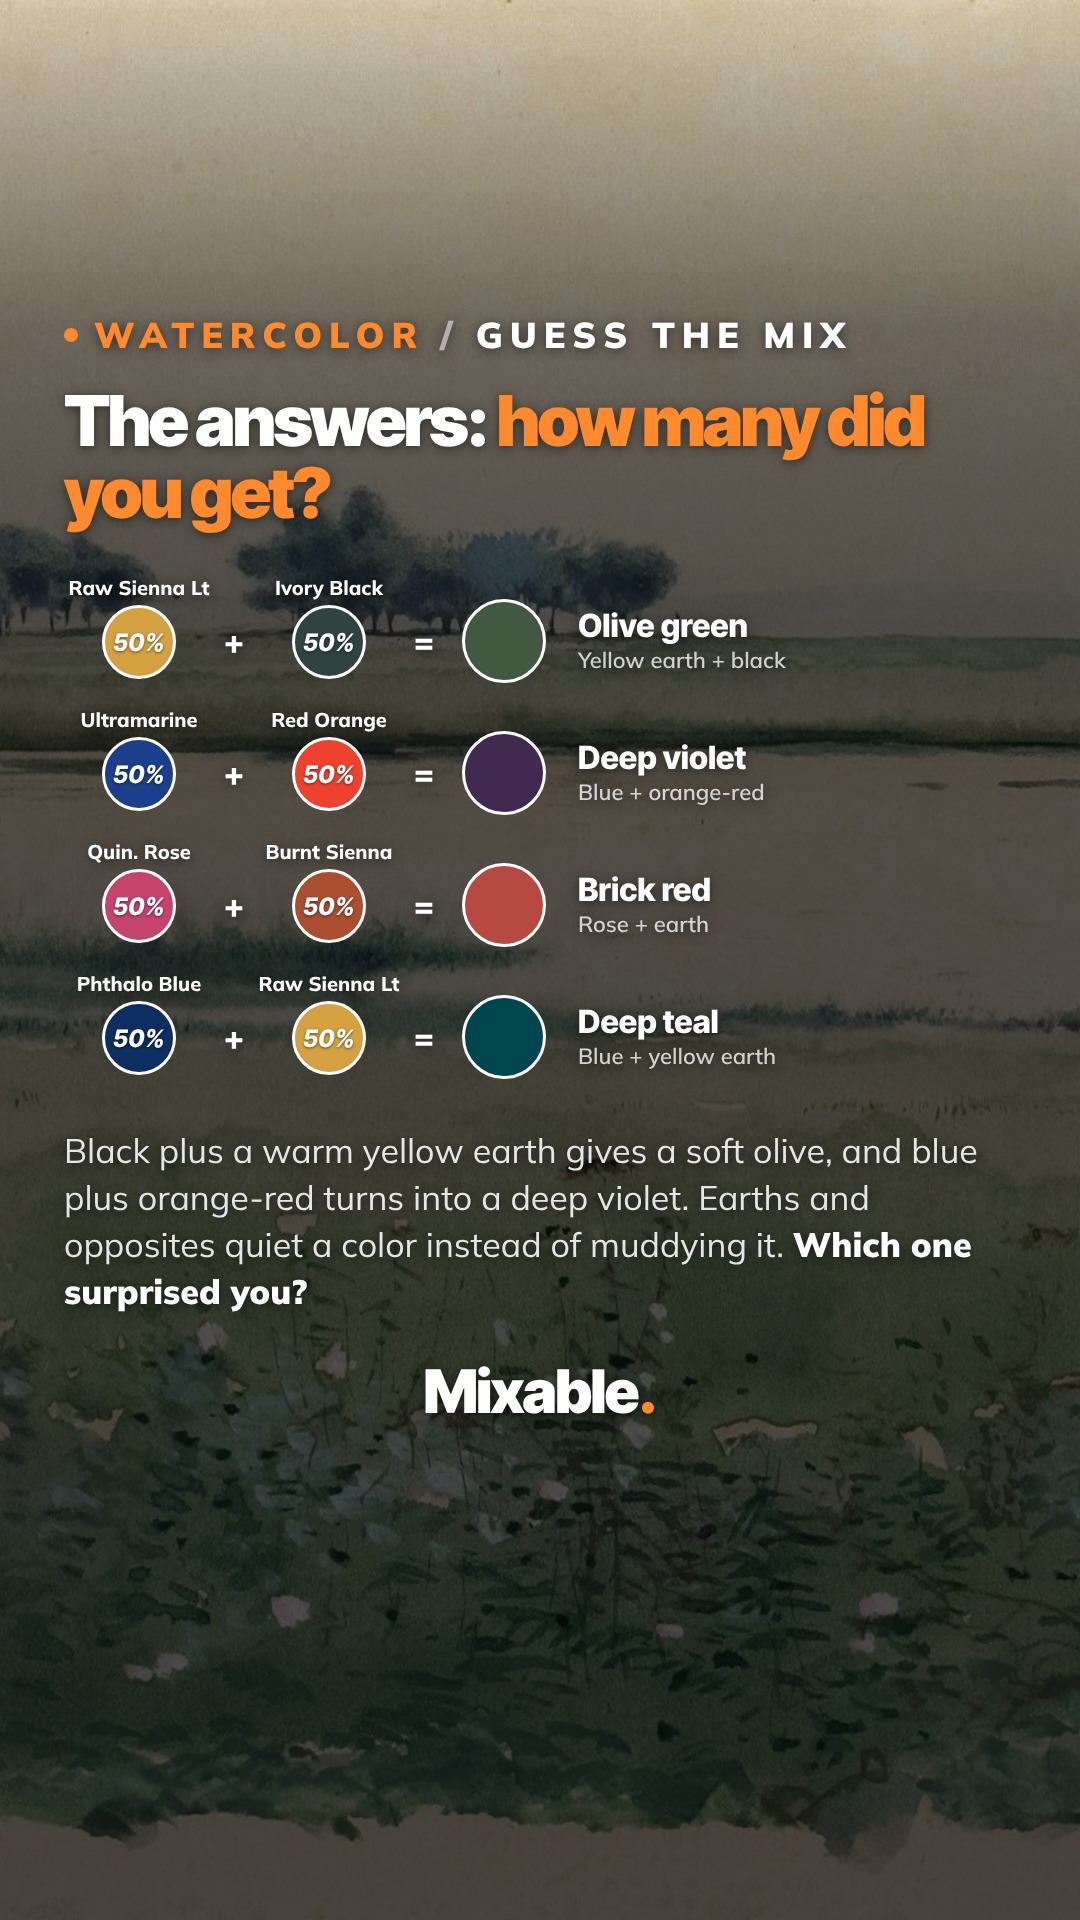 WATERCOLOR / GUESS THE MIX
The answers: how many did
you get?
Raw Sienna Lt Ivory Black
50% + 50% = Olive green
Yellow earth + black
Ultramarine Red Orange
50% + 50% = Deep violet
Blue + orange-red
Quin. Rose Burnt Sienna
50% + 50% = Brick red
Rose + earth
Phthalo Blue Raw Sienna Lt
50% + 50% = Deep teal
Blue + yellow earth
Black plus a warm yellow earth gives a soft olive, and blue
plus orange-red turns into a deep violet. Earths and
opposites quiet a color instead of muddying it. Which one
surprised you?
Mixable.